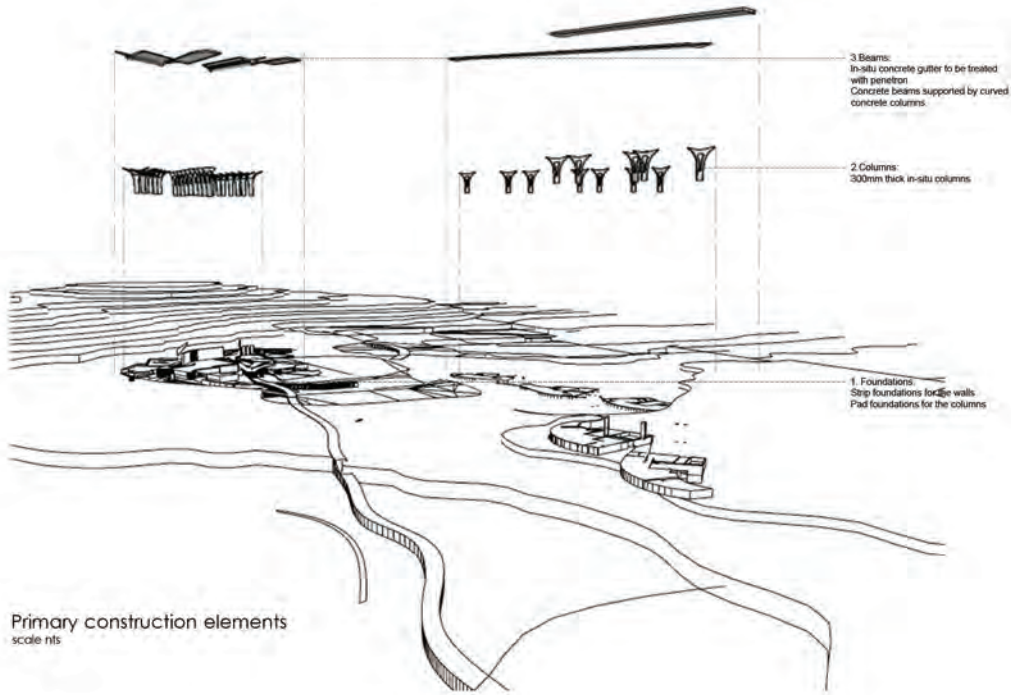 3.Beams:
In-situ concrete gutter to be treated
with penetron
Concrete beams supported by curved
concrete columns
2.Columns:
300mm thick in-situ columns
1. Foundations:
Strip foundations for the walls
Pad foundations for the columns
Primary construction elements
scale nts